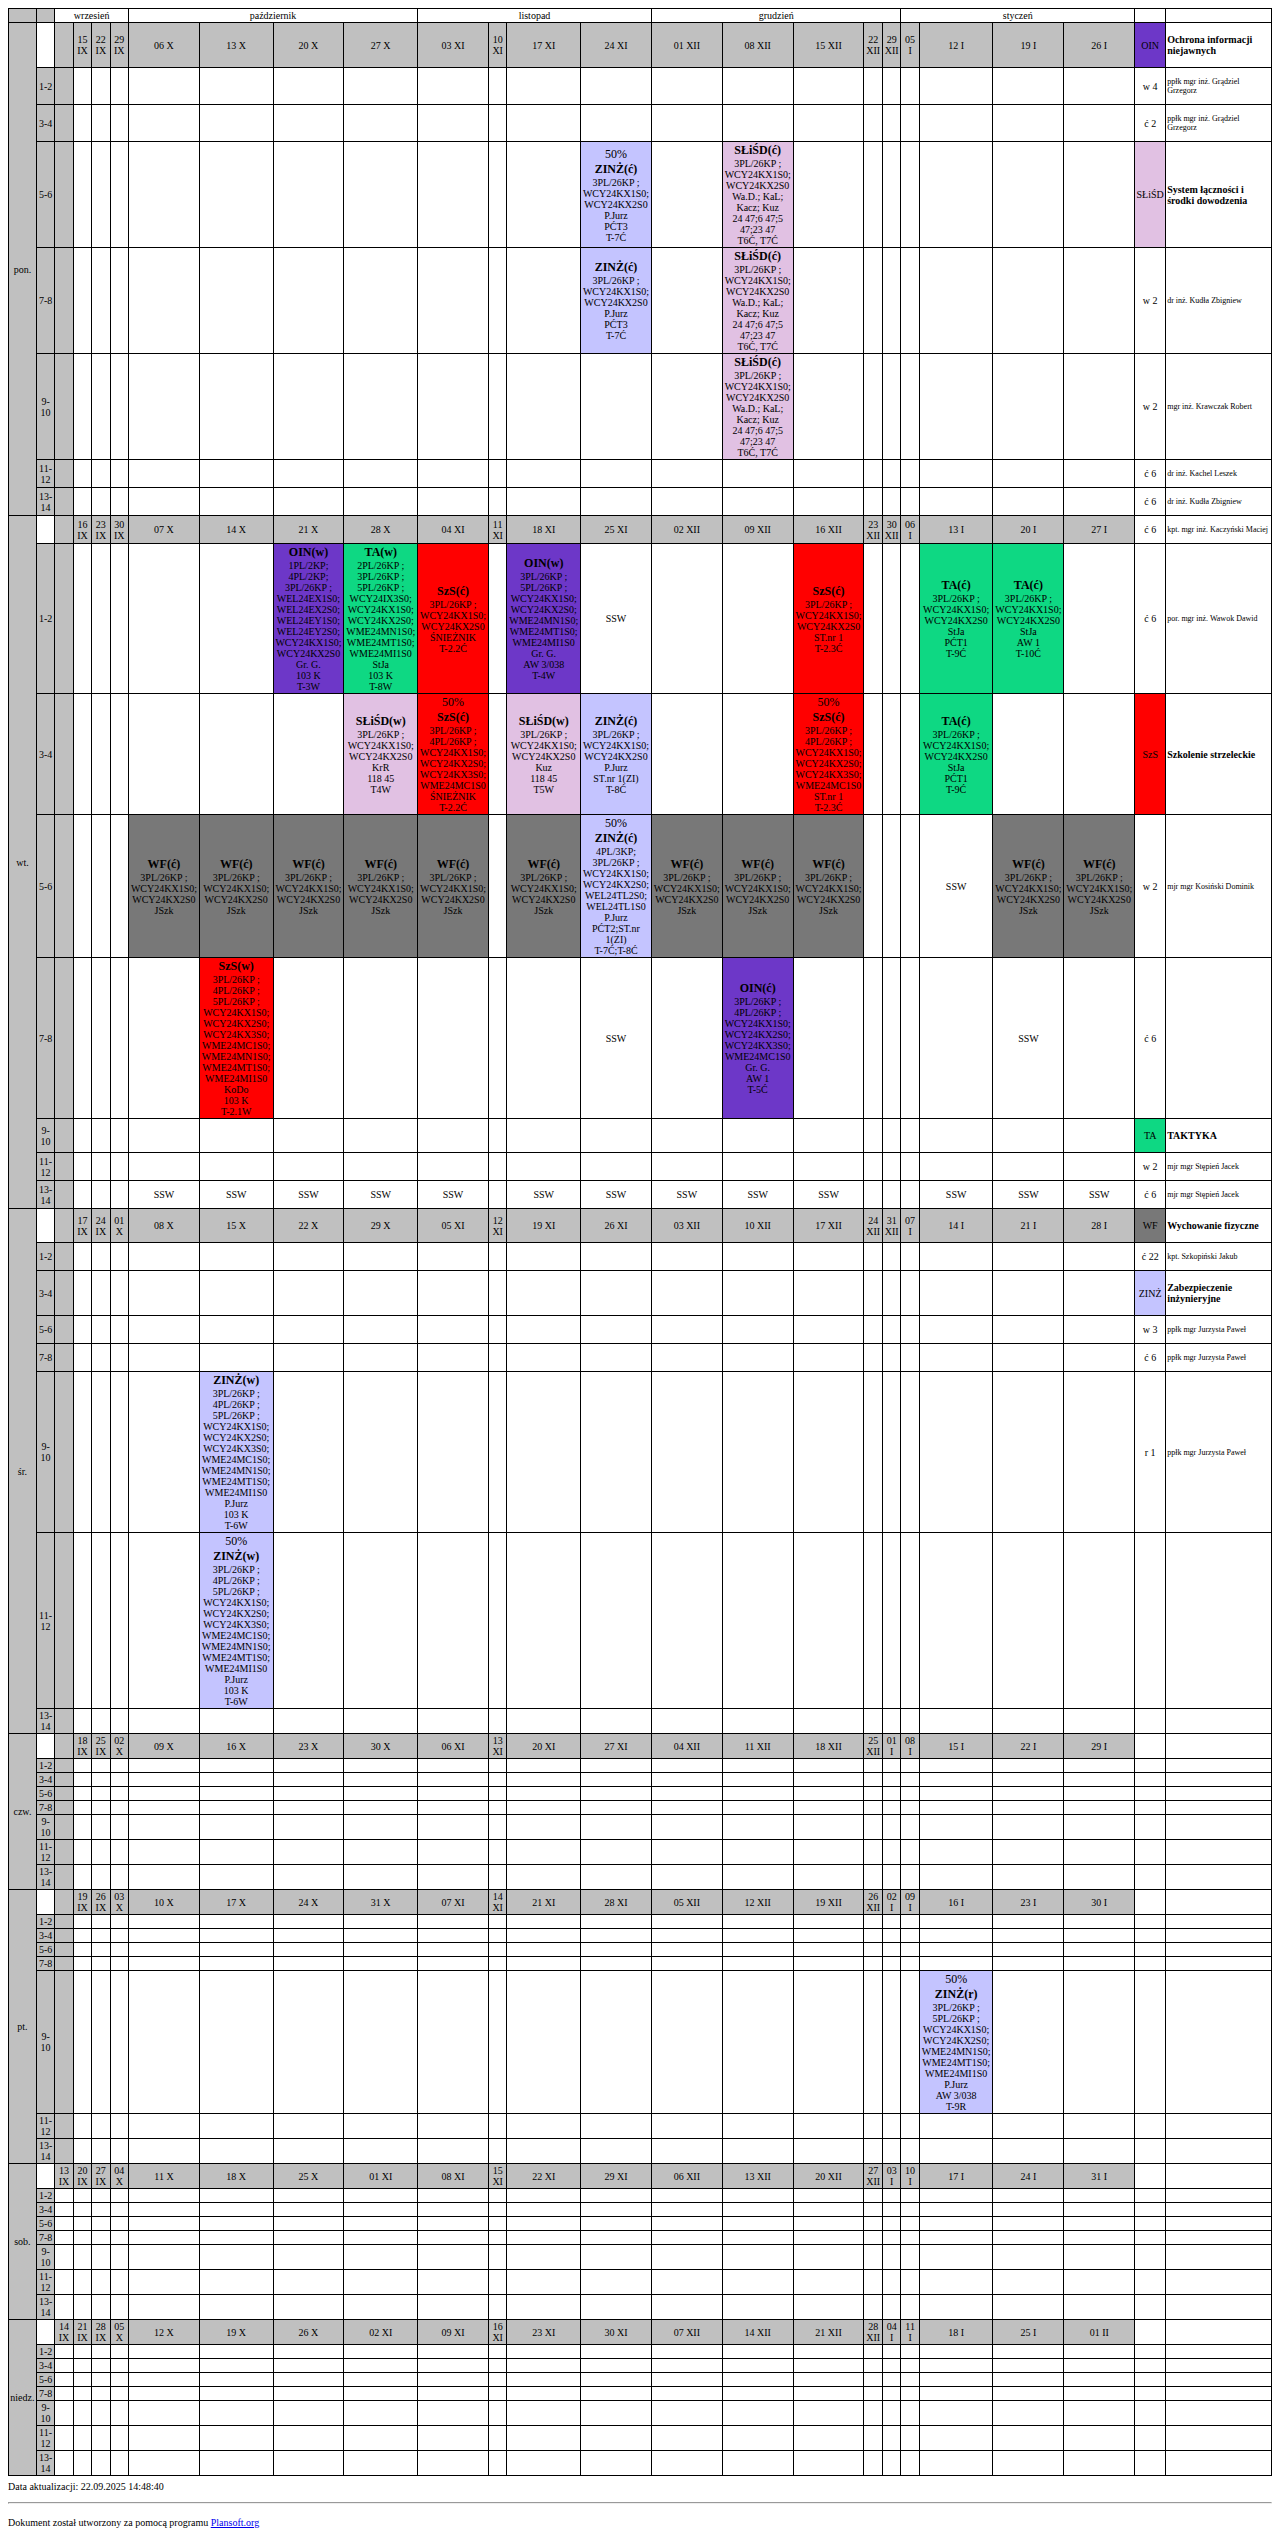 wrzesień październik listopad grudzień styczeń
pon. 15 IX 22 IX 29 IX 06 X 13 X 20 X 27 X 03 XI 10 XI 17 XI 24 XI 01 XII 08 XII 15 XII 22 XII 29 XII 05 I 12 I 19 I 26 I OIN Ochrona informacji niejawnych
1-2 w 4 ppłk mgr inż. Grądziel Grzegorz
3-4 ć 2 ppłk mgr inż. Grądziel Grzegorz
5-6
50%
ZINŻ(ć)
3PL/26KP ;
WCY24KX1S0;
WCY24KX2S0
P.Jurz
PĆT3
T-7Ć
SŁiŚD(ć)
3PL/26KP ;
WCY24KX1S0;
WCY24KX2S0
Wa.D.; KaL;
Kacz; Kuz
24 47;6 47;5
47;23 47
T6Ć, T7Ć
SŁiŚD System łączności i środki dowodzenia
7-8
ZINŻ(ć)
3PL/26KP ;
WCY24KX1S0;
WCY24KX2S0
P.Jurz
PĆT3
T-7Ć
SŁiŚD(ć)
3PL/26KP ;
WCY24KX1S0;
WCY24KX2S0
Wa.D.; KaL;
Kacz; Kuz
24 47;6 47;5
47;23 47
T6Ć, T7Ć
w 2 dr inż. Kudła Zbigniew
9-10
SŁiŚD(ć)
3PL/26KP ;
WCY24KX1S0;
WCY24KX2S0
Wa.D.; KaL;
Kacz; Kuz
24 47;6 47;5
47;23 47
T6Ć, T7Ć
w 2 mgr inż. Krawczak Robert
11-12 ć 6 dr inż. Kachel Leszek
13-14 ć 6 dr inż. Kudła Zbigniew
wt. 16 IX 23 IX 30 IX 07 X 14 X 21 X 28 X 04 XI 11 XI 18 XI 25 XI 02 XII 09 XII 16 XII 23 XII 30 XII 06 I 13 I 20 I 27 I ć 6 kpt. mgr inż. Kaczyński Maciej
1-2
OIN(w)
1PL/2KP;
4PL/2KP;
3PL/26KP ;
WEL24EX1S0;
WEL24EX2S0;
WEL24EY1S0;
WEL24EY2S0;
WCY24KX1S0;
WCY24KX2S0
Gr. G.
103 K
T-3W
TA(w)
2PL/26KP ;
3PL/26KP ;
5PL/26KP ;
WCY24IX3S0;
WCY24KX1S0;
WCY24KX2S0;
WME24MN1S0;
WME24MT1S0;
WME24MI1S0
StJa
103 K
T-8W
SzS(ć)
3PL/26KP ;
WCY24KX1S0;
WCY24KX2S0
ŚNIEŻNIK
T-2.2Ć
OIN(w)
3PL/26KP ;
5PL/26KP ;
WCY24KX1S0;
WCY24KX2S0;
WME24MN1S0;
WME24MT1S0;
WME24MI1S0
Gr. G.
AW 3/038
T-4W
SSW
SzS(ć)
3PL/26KP ;
WCY24KX1S0;
WCY24KX2S0
ST.nr 1
T-2.3Ć
TA(ć)
3PL/26KP ;
WCY24KX1S0;
WCY24KX2S0
StJa
PĆT1
T-9Ć
TA(ć)
3PL/26KP ;
WCY24KX1S0;
WCY24KX2S0
StJa
AW 1
T-10Ć
ć 6 por. mgr inż. Wawok Dawid
3-4
SŁiŚD(w)
3PL/26KP ;
WCY24KX1S0;
WCY24KX2S0
KrR
118 45
T4W
50%
SzS(ć)
3PL/26KP ;
4PL/26KP ;
WCY24KX1S0;
WCY24KX2S0;
WCY24KX3S0;
WME24MC1S0
ŚNIEŻNIK
T-2.2Ć
SŁiŚD(w)
3PL/26KP ;
WCY24KX1S0;
WCY24KX2S0
Kuz
118 45
T5W
ZINŻ(ć)
3PL/26KP ;
WCY24KX1S0;
WCY24KX2S0
P.Jurz
ST.nr 1(ZI)
T-8Ć
50%
SzS(ć)
3PL/26KP ;
4PL/26KP ;
WCY24KX1S0;
WCY24KX2S0;
WCY24KX3S0;
WME24MC1S0
ST.nr 1
T-2.3Ć
TA(ć)
3PL/26KP ;
WCY24KX1S0;
WCY24KX2S0
StJa
PĆT1
T-9Ć
SzS Szkolenie strzeleckie
5-6
WF(ć) WF(ć) WF(ć) WF(ć) WF(ć) WF(ć)
3PL/26KP ; 3PL/26KP ; 3PL/26KP ; 3PL/26KP ; 3PL/26KP ; 3PL/26KP ;
WCY24KX1S0; WCY24KX1S0; WCY24KX1S0; WCY24KX1S0; WCY24KX1S0; WCY24KX1S0;
WCY24KX2S0 WCY24KX2S0 WCY24KX2S0 WCY24KX2S0 WCY24KX2S0 WCY24KX2S0
JSzk JSzk JSzk JSzk JSzk JSzk
50%
ZINŻ(ć)
4PL/3KP;
3PL/26KP ;
WCY24KX1S0;
WCY24KX2S0;
WEL24TL2S0;
WEL24TL1S0
P.Jurz
PĆT2;ST.nr
1(ZI)
T-7Ć;T-8Ć
WF(ć) WF(ć) WF(ć)
3PL/26KP ; 3PL/26KP ; 3PL/26KP ;
WCY24KX1S0; WCY24KX1S0; WCY24KX1S0;
WCY24KX2S0 WCY24KX2S0 WCY24KX2S0
JSzk JSzk JSzk
SSW
WF(ć) WF(ć)
3PL/26KP ; 3PL/26KP ;
WCY24KX1S0; WCY24KX1S0;
WCY24KX2S0 WCY24KX2S0
JSzk JSzk
w 2 mjr mgr Kosiński Dominik
7-8
SzS(w)
3PL/26KP ;
4PL/26KP ;
5PL/26KP ;
WCY24KX1S0;
WCY24KX2S0;
WCY24KX3S0;
WME24MC1S0;
WME24MN1S0;
WME24MT1S0;
WME24MI1S0
KoDo
103 K
T-2.1W
SSW
OIN(ć)
3PL/26KP ;
4PL/26KP ;
WCY24KX1S0;
WCY24KX2S0;
WCY24KX3S0;
WME24MC1S0
Gr. G.
AW 1
T-5Ć
SSW
ć 6
9-10 TA TAKTYKA
11-12 w 2 mjr mgr Stępień Jacek
13-14 SSW SSW SSW SSW SSW SSW SSW SSW SSW SSW SSW SSW SSW ć 6 mjr mgr Stępień Jacek
śr. 17 IX 24 IX 01 X 08 X 15 X 22 X 29 X 05 XI 12 XI 19 XI 26 XI 03 XII 10 XII 17 XII 24 XII 31 XII 07 I 14 I 21 I 28 I WF Wychowanie fizyczne
1-2 ć 22 kpt. Szkopiński Jakub
3-4 ZINŻ Zabezpieczenie inżynieryjne
5-6 w 3 ppłk mgr Jurzysta Paweł
7-8 ć 6 ppłk mgr Jurzysta Paweł
9-10
ZINŻ(w)
3PL/26KP ;
4PL/26KP ;
5PL/26KP ;
WCY24KX1S0;
WCY24KX2S0;
WCY24KX3S0;
WME24MC1S0;
WME24MN1S0;
WME24MT1S0;
WME24MI1S0
P.Jurz
103 K
T-6W
r 1 ppłk mgr Jurzysta Paweł
11-12
50%
ZINŻ(w)
3PL/26KP ;
4PL/26KP ;
5PL/26KP ;
WCY24KX1S0;
WCY24KX2S0;
WCY24KX3S0;
WME24MC1S0;
WME24MN1S0;
WME24MT1S0;
WME24MI1S0
P.Jurz
103 K
T-6W
13-14
czw. 18 IX 25 IX 02 X 09 X 16 X 23 X 30 X 06 XI 13 XI 20 XI 27 XI 04 XII 11 XII 18 XII 25 XII 01 I 08 I 15 I 22 I 29 I
1-2
3-4
5-6
7-8
9-10
11-12
13-14
pt. 19 IX 26 IX 03 X 10 X 17 X 24 X 31 X 07 XI 14 XI 21 XI 28 XI 05 XII 12 XII 19 XII 26 XII 02 I 09 I 16 I 23 I 30 I
1-2
3-4
5-6
7-8
9-10
50%
ZINŻ(r)
3PL/26KP ;
5PL/26KP ;
WCY24KX1S0;
WCY24KX2S0;
WME24MN1S0;
WME24MT1S0;
WME24MI1S0
P.Jurz
AW 3/038
T-9R
11-12
13-14
sob. 13 IX 20 IX 27 IX 04 X 11 X 18 X 25 X 01 XI 08 XI 15 XI 22 XI 29 XI 06 XII 13 XII 20 XII 27 XII 03 I 10 I 17 I 24 I 31 I
1-2
3-4
5-6
7-8
9-10
11-12
13-14
niedz 14 IX 21 IX 28 IX 05 X 12 X 19 X 26 X 02 XI 09 XI 16 XI 23 XI 30 XI 07 XII 14 XII 21 XII 28 XII 04 I 11 I 18 I 25 I 01 II
1-2
3-4
5-6
7-8
9-10
11-12
13-14
Data aktualizacji: 22.09.2025 14:48:40
Dokument został utworzony za pomocą programu Plansoft.org